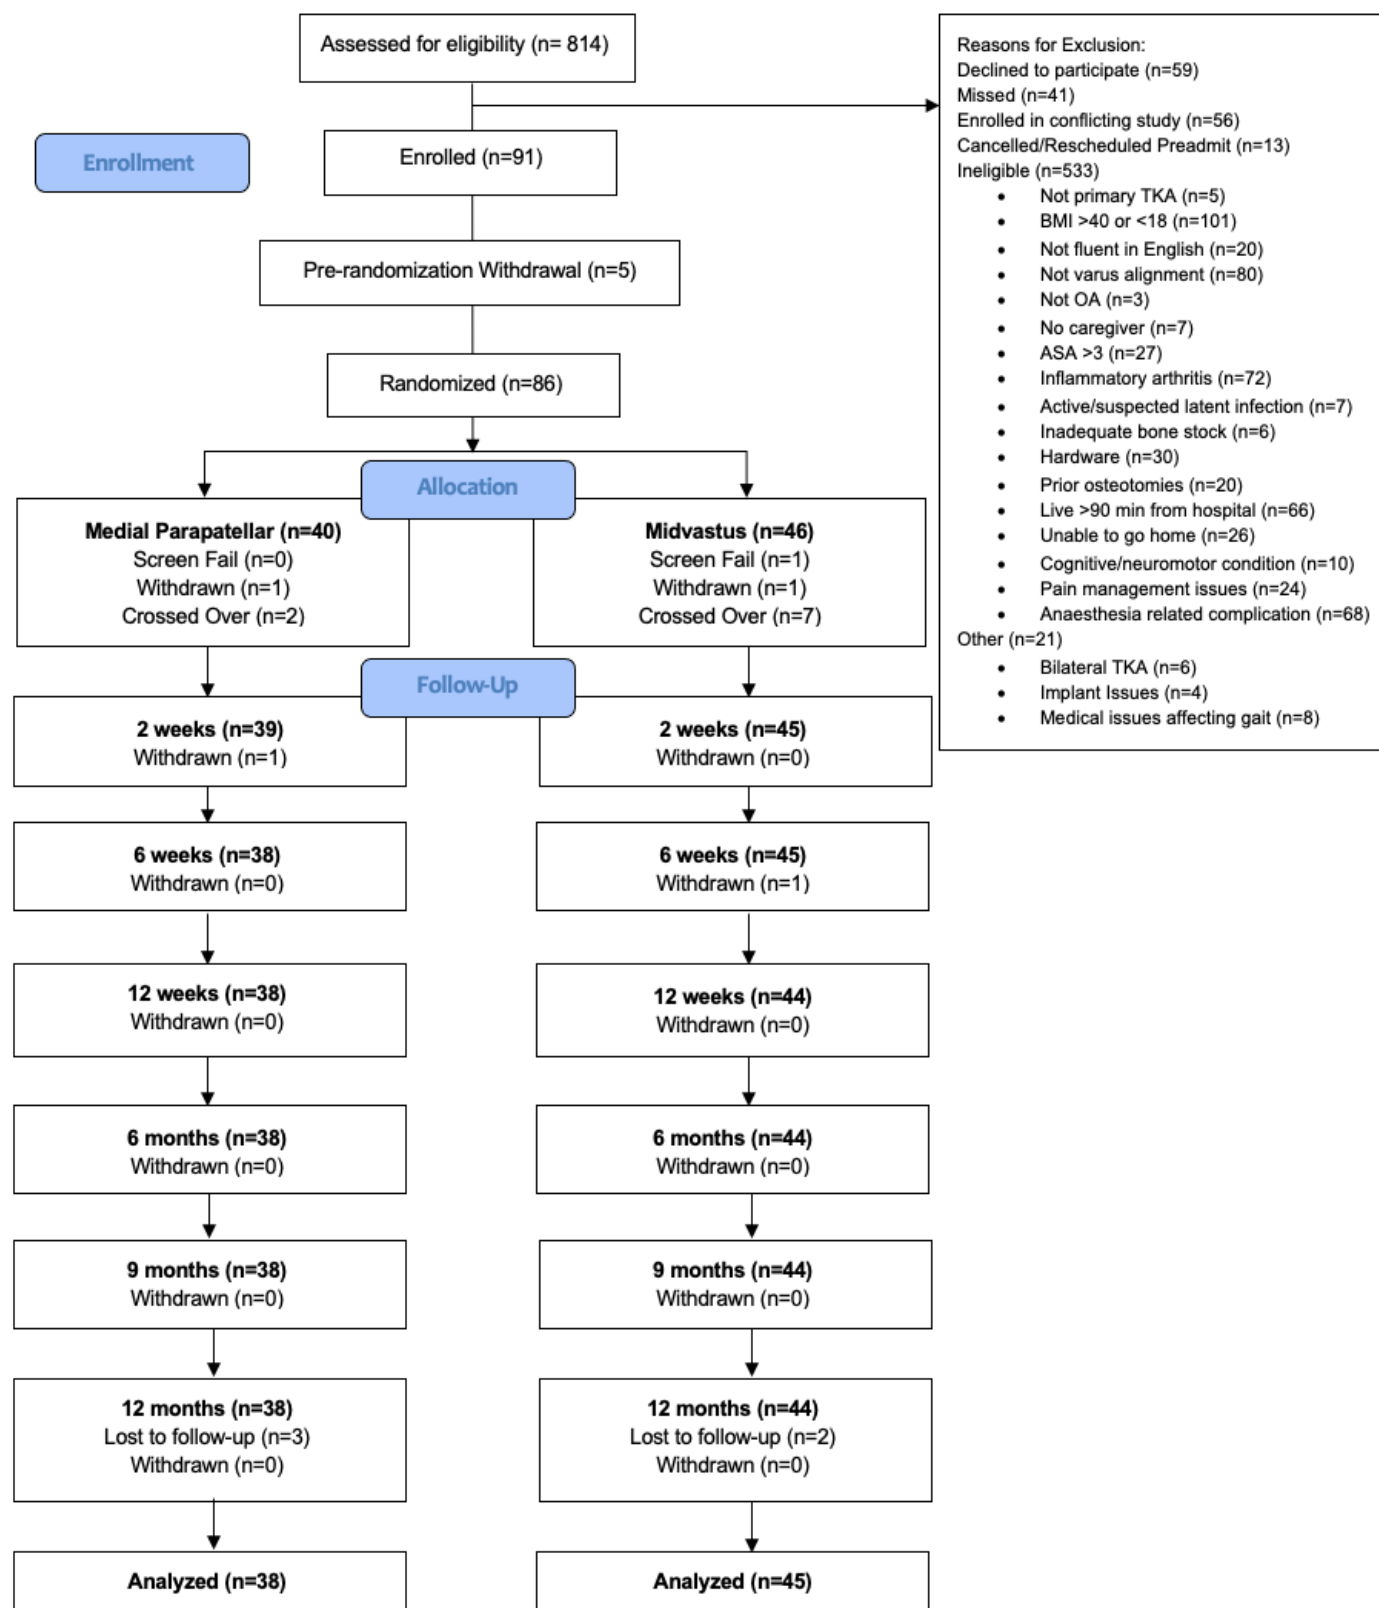 Assessed for eligibility (n= 814)
Reasons for Exclusion:
Declined to participate (n=59)
Missed (n=41)
Enrolled in conflicting study (n=56)
Cancelled/Rescheduled Preadmit (n=13)
Ineligible (n=533)
• Not primary TKA (n=5)
• BMI >40 or <18 (n=101)
• Not fluent in English (n=20)
• Not varus alignment (n=80)
• Not OA (n=3)
• No caregiver (n=7)
• ASA >3 (n=27)
• Inflammatory arthritis (n=72)
• Active/suspected latent infection (n=7)
• Inadequate bone stock (n=6)
• Hardware (n=30)
• Prior osteotomies (n=20)
• Live >90 min from hospital (n=66)
• Unable to go home (n=26)
• Cognitive/neuromotor condition (n=10)
• Pain management issues (n=24)
• Anaesthesia related complication (n=68)
Other (n=21)
• Bilateral TKA (n=6)
• Implant Issues (n=4)
• Medical issues affecting gait (n=8)
Enrollment
Enrolled (n=91)
Pre-randomization Withdrawal (n=5)
Randomized (n=86)
Allocation
Medial Parapatellar (n=40)
Screen Fail (n=0)
Withdrawn (n=1)
Crossed Over (n=2)
Midvastus (n=46)
Screen Fail (n=1)
Withdrawn (n=1)
Crossed Over (n=7)
Follow-Up
2 weeks (n=39)
Withdrawn (n=1)
2 weeks (n=45)
Withdrawn (n=0)
6 weeks (n=38)
Withdrawn (n=0)
6 weeks (n=45)
Withdrawn (n=1)
12 weeks (n=38)
Withdrawn (n=0)
12 weeks (n=44)
Withdrawn (n=0)
6 months (n=38)
Withdrawn (n=0)
6 months (n=44)
Withdrawn (n=0)
9 months (n=38)
Withdrawn (n=0)
9 months (n=44)
Withdrawn (n=0)
12 months (n=38)
Lost to follow-up (n=3)
Withdrawn (n=0)
12 months (n=44)
Lost to follow-up (n=2)
Withdrawn (n=0)
Analyzed (n=38)
Analyzed (n=45)